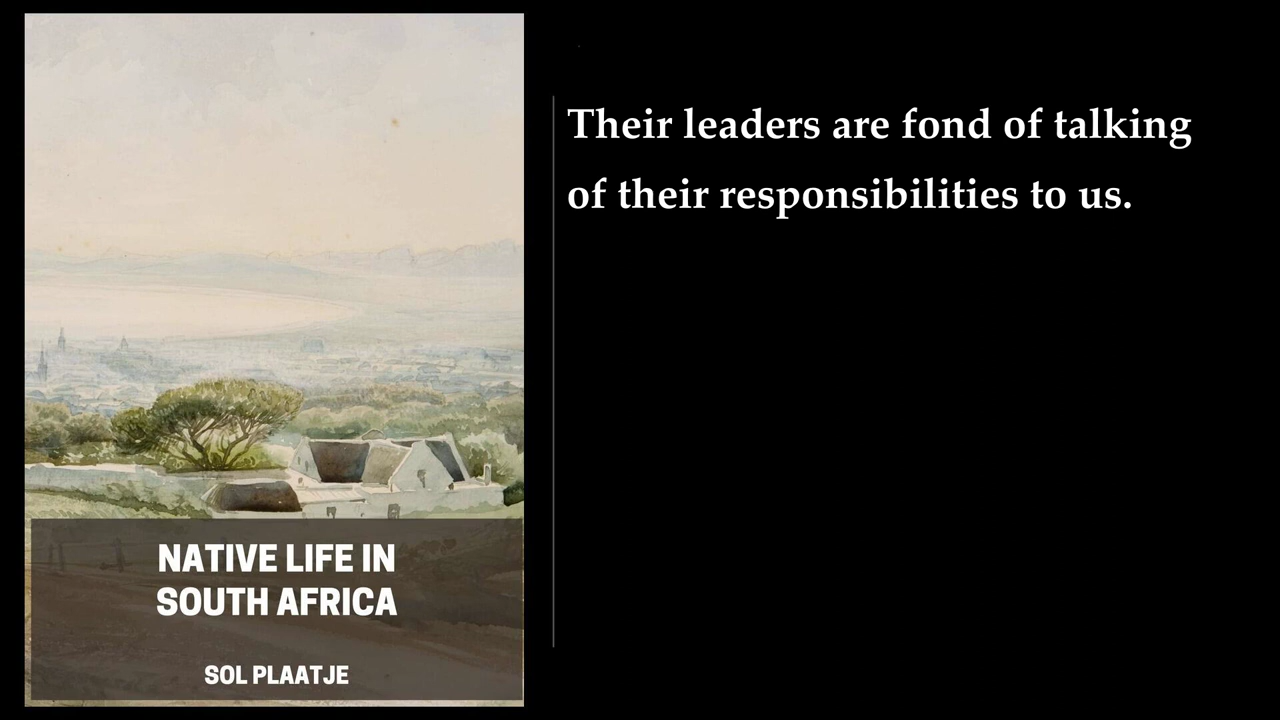 NATIVE LIFE IN
SOUTH AFRICA
SOL PLAATJE
Their leaders are fond of talking
of their responsibilities to us.